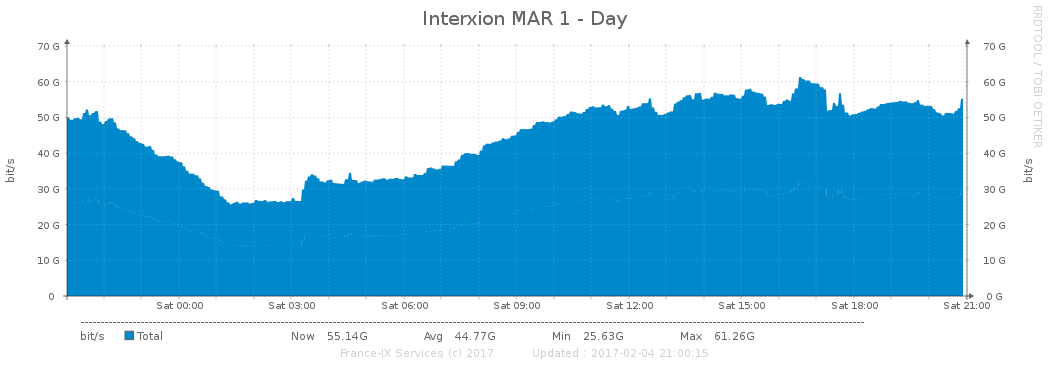 Interxion MAR 1 - Day
RRDTOOL / TOBI OETIKER
bit/s
70 G 70 G
60 G 60 G
50 G 50 G
40 G 40 G
30 G 30 G
20 G 20 G
10 G 10 G
0 0 G
bit/s
Sat 00:00 Sat 03:00 Sat 06:00 Sat 09:00 Sat 12:00 Sat 15:00 Sat 18:00 Sat 21:00
bit/s Total Now 55.14G Avg 44.77G Min 25.63G Max 61.26G
France-IX Services (c) 2017 Updated : 2017-02-04 21:00:15